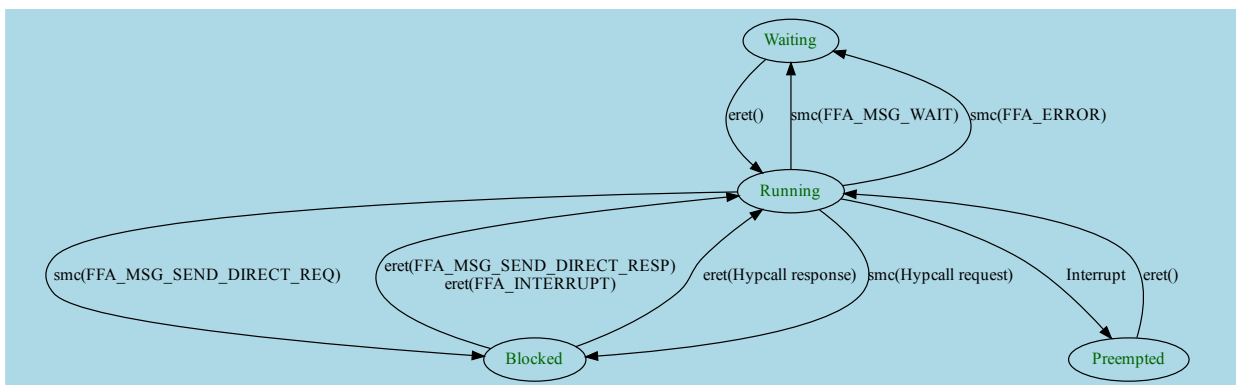 Waiting
eret()
smc(FFA_MSG_WAIT)
smc(FFA_ERROR)
Running
smc(FFA_MSG_SEND_DIRECT_REQ)
eret(FFA_MSG_SEND_DIRECT_RESP)
eret(FFA_INTERRUPT)
eret(Hypcall response)
smc(Hypcall request)
Interrupt
eret()
Blocked
Preempted